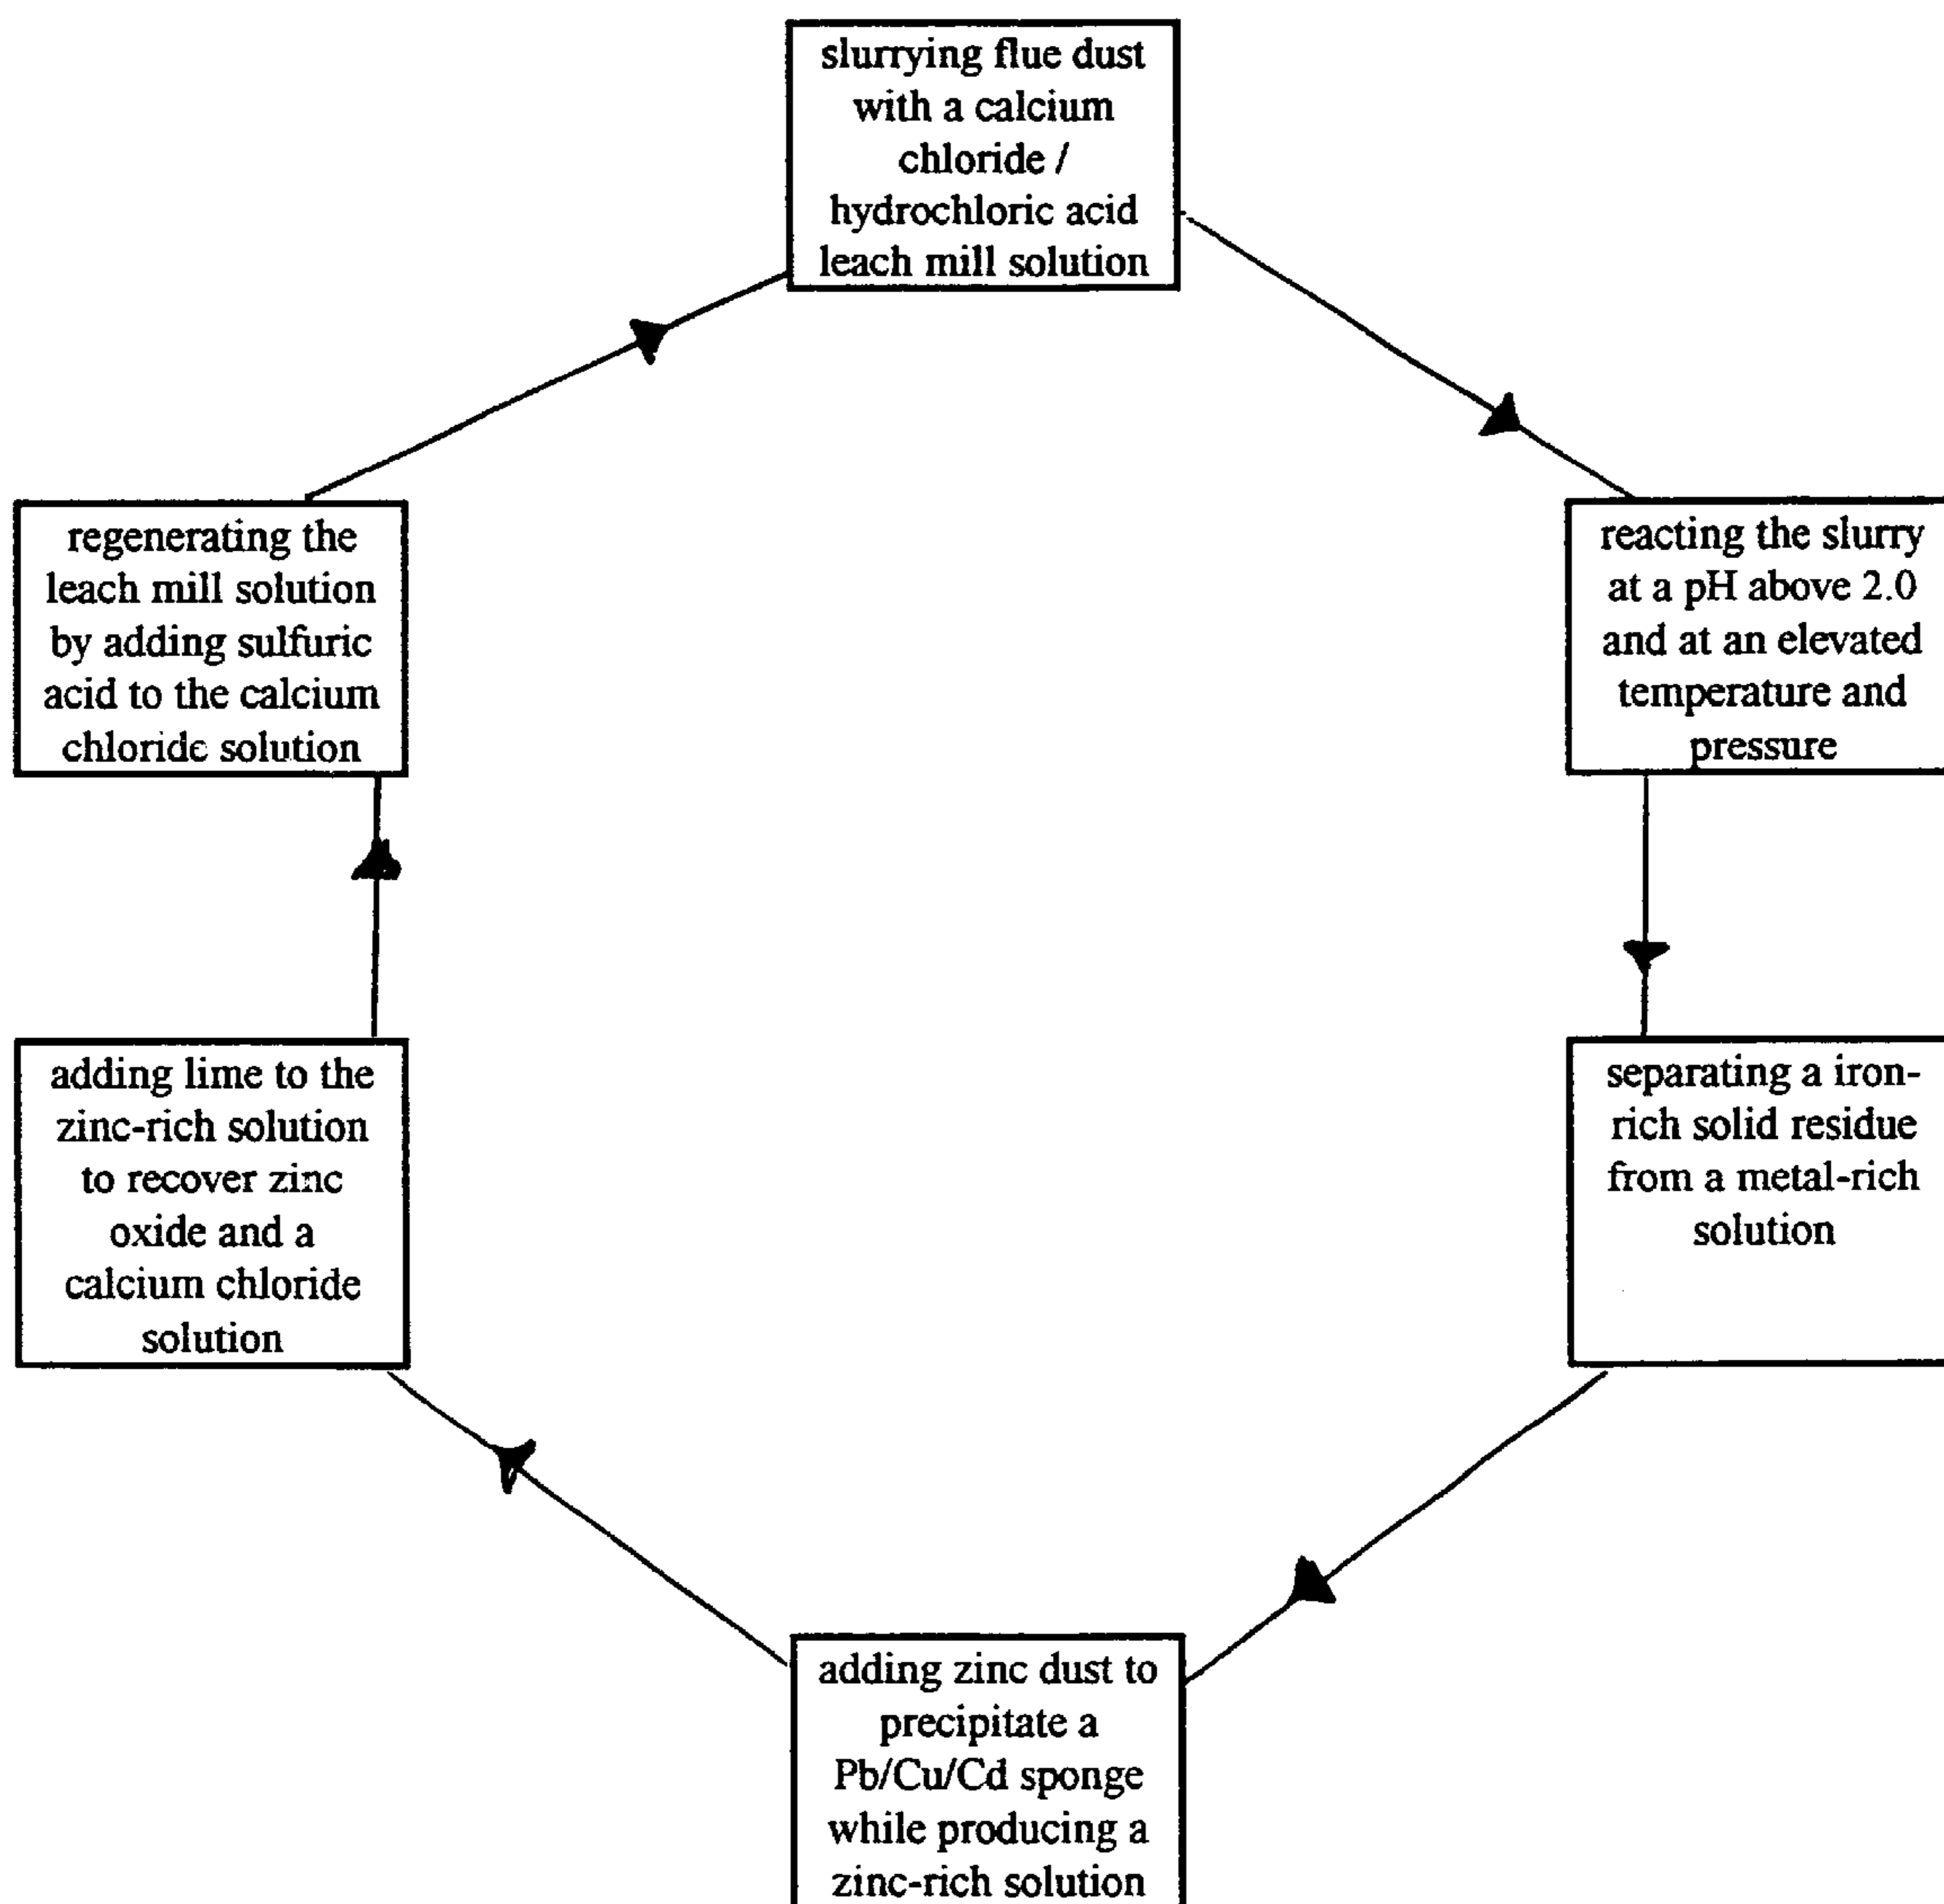 slurrying flue dust
with a calcium
chloride /
hydrochloric acid
leach mill solution
reacting the slurry
at a pH above 2.0
and at an elevated
temperature and
pressure
separating a iron-
rich solid residue
from a metal-rich
solution
adding zinc dust to
precipitate a
Pb/Cu/Cd sponge
while producing a
zinc-rich solution
adding lime to the
zinc-rich solution
to recover zinc
oxide and a
calcium chloride
solution
regenerating the
leach mill solution
by adding sulfuric
acid to the calcium
chloride solution